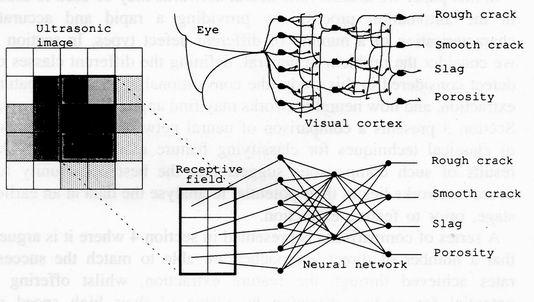 Ultrasonic
image
Eye
Rough crack
Smooth crack
Slag
Porosity
Visual cortex
Receptive
field
Rough crack
Smooth crack
Slag
Porosity
Neural network